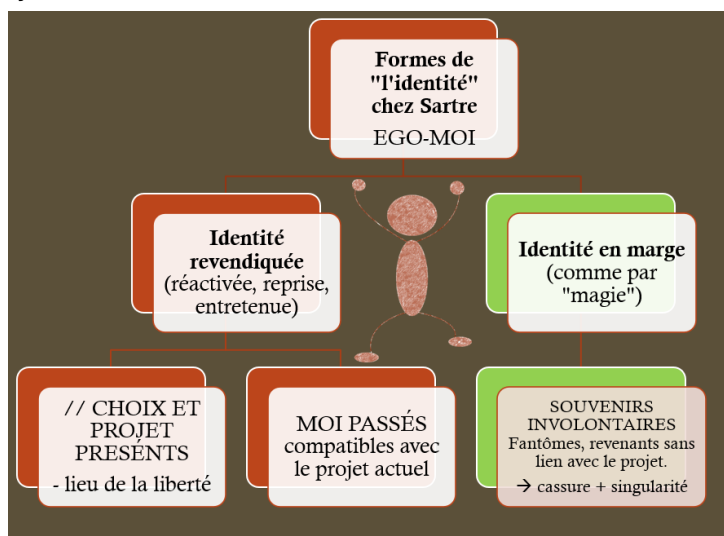 Formes de
"l'identité"
chez Sartre
EGO-MOI
Identité
revendiquée
(réactivée, reprise,
entretenue)
Identité en marge
(comme par
"magie")
// CHOIX ET
PROJET
PRESÉNTS
- lieu de la liberté
MOI PASSÉS
compatibles avec
le projet actuel
SOUVENIRS
INVOLONTAIRES
Fantômes, revenants sans
lien avec le projet.
→ cassure + singularité